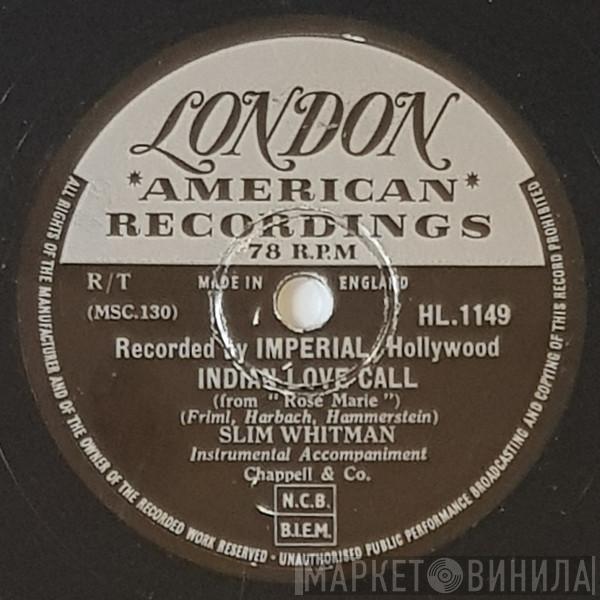 LONDON
*AMERICAN*
RECORDINGS
78 R.P.M
R/T MADE IN ENGLAND
(MSC.130) HL.1149
Recorded by IMPERIAL, Hollywood
INDIAN LOVE CALL
(from "Rose Marie")
(Friml, Harbach, Hammerstein)
SLIM WHITMAN
Instrumental Accompaniment
Chappell & Co.
N.C.B.
B.I.E.M.
ALL RIGHTS OF THE MANUFACTURER AND OF THE OWNER OF THE RECORDED WORK RESERVED · UNAUTHORISED PUBLIC PERFORMANCE BROADCASTING AND COPYING OF THIS RECORD PROHIBITED
МАРКЕТ ВИНИЛА